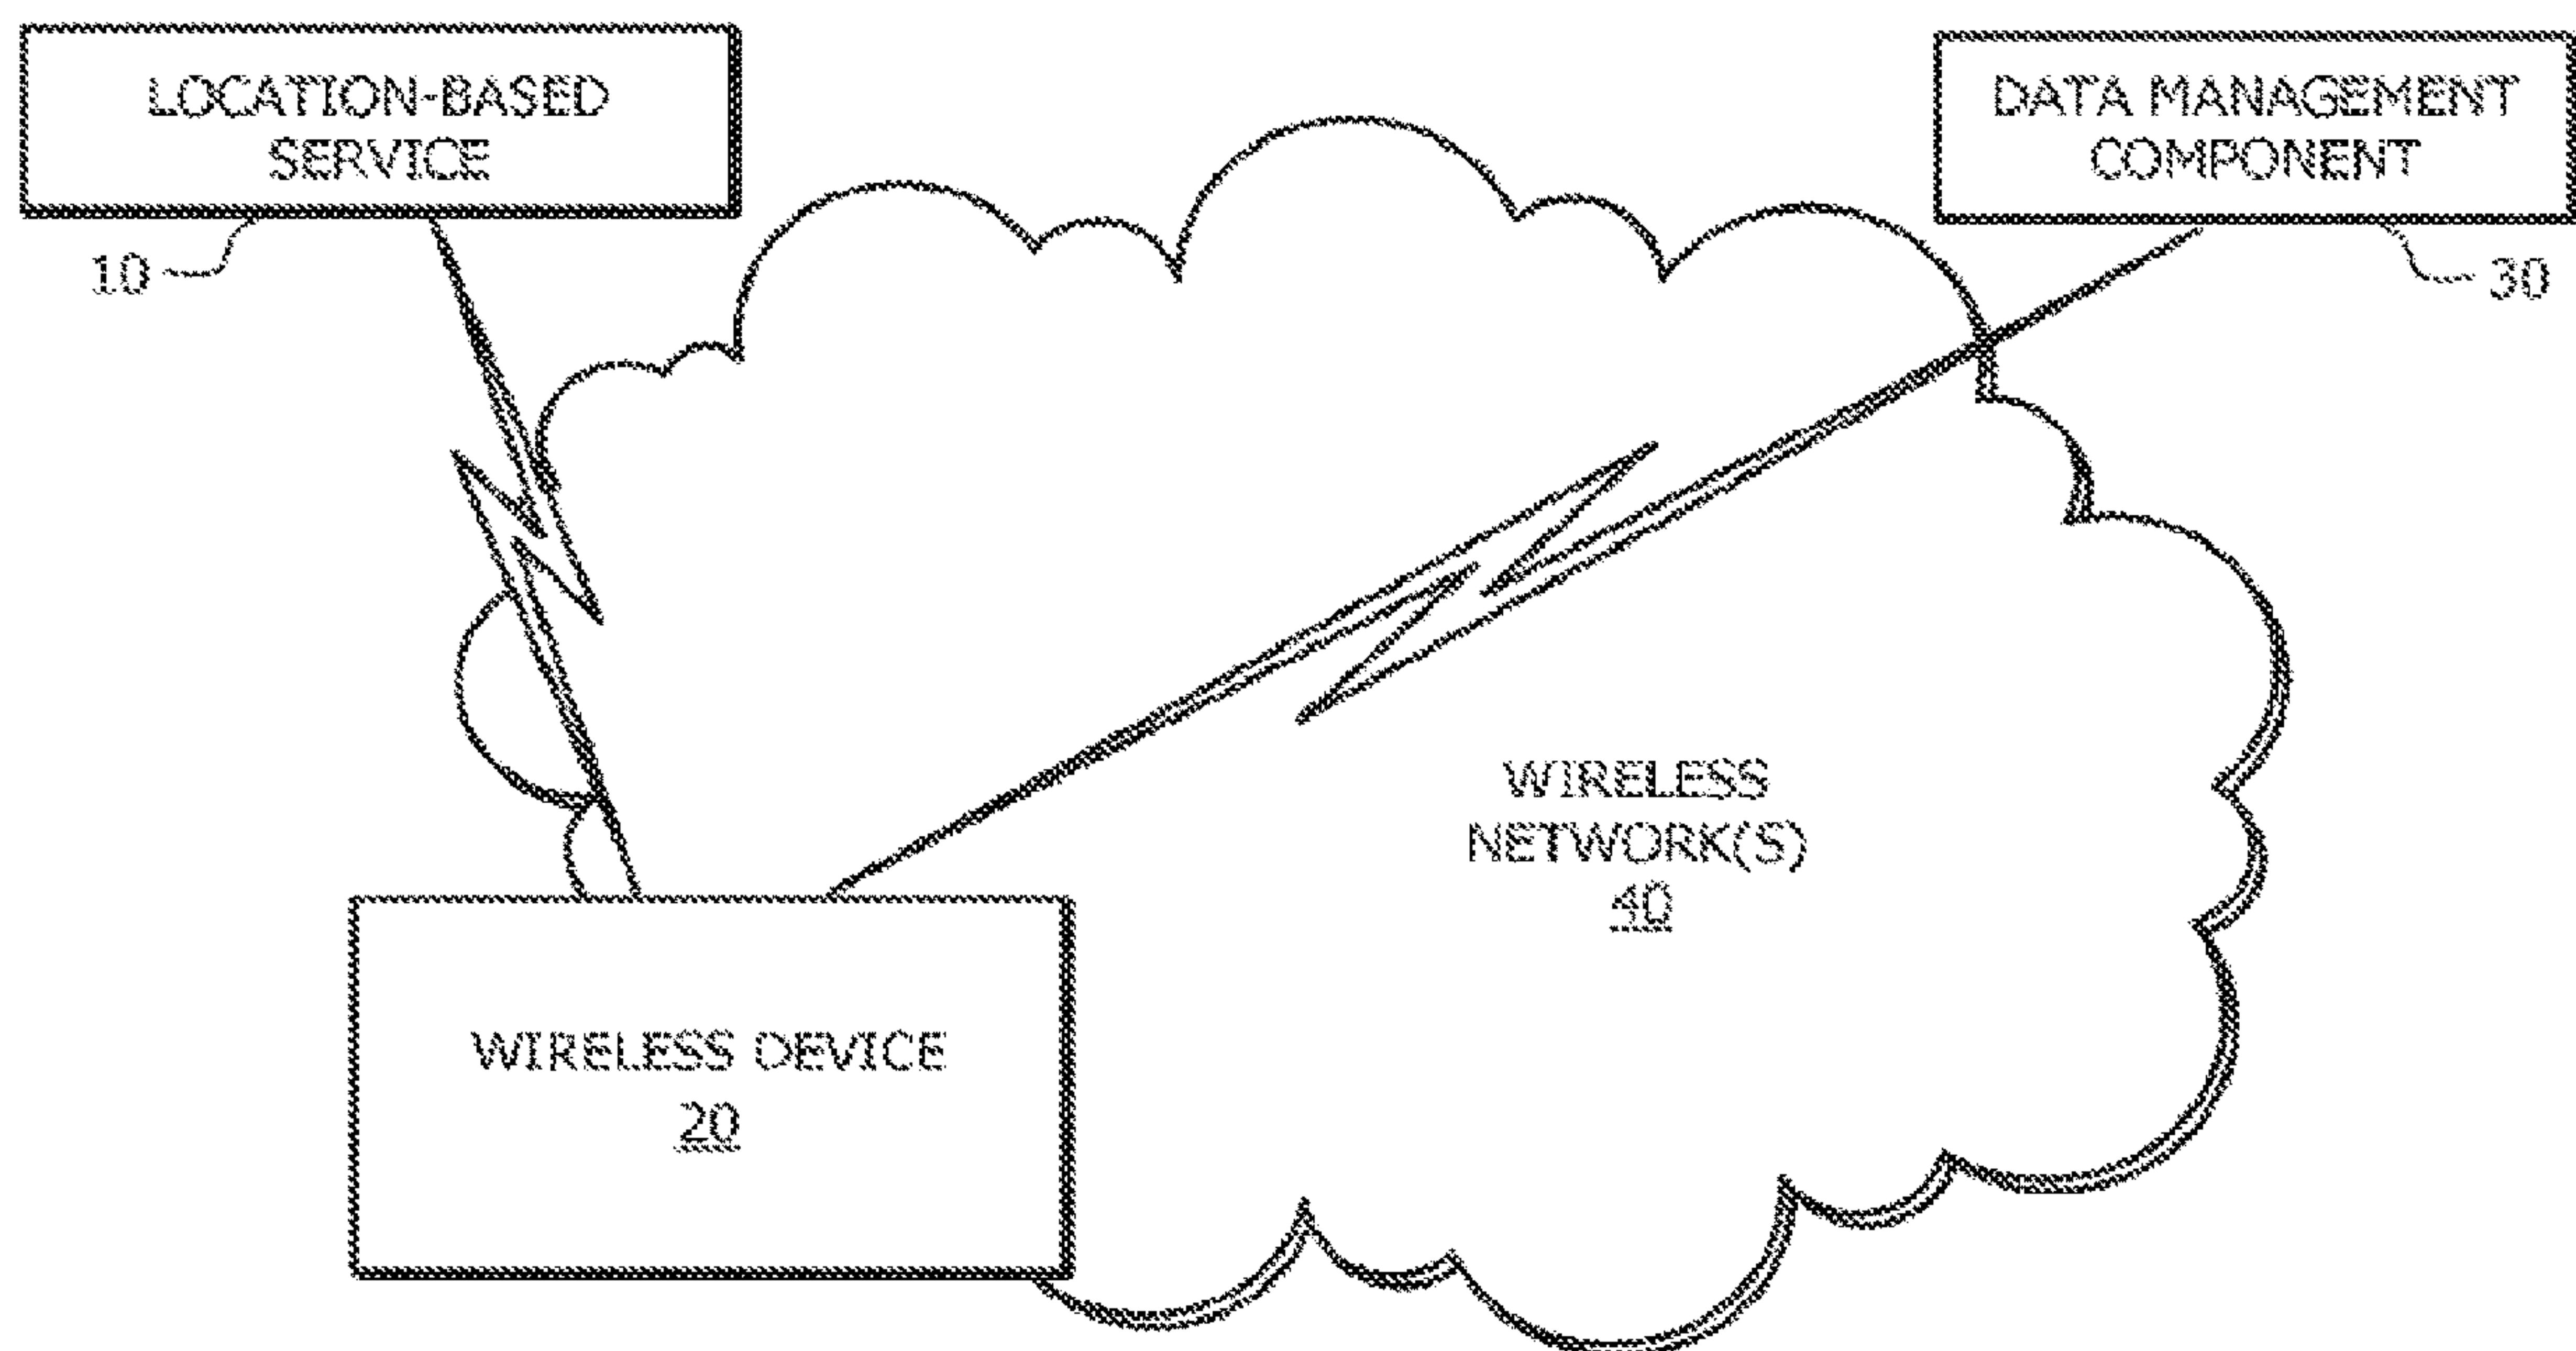 LOCATION-BASED
SERVICE
10
DATA MANAGEMENT
COMPONENT
30
WIRELESS
NETWORK(S)
40
WIRELESS DEVICE
20